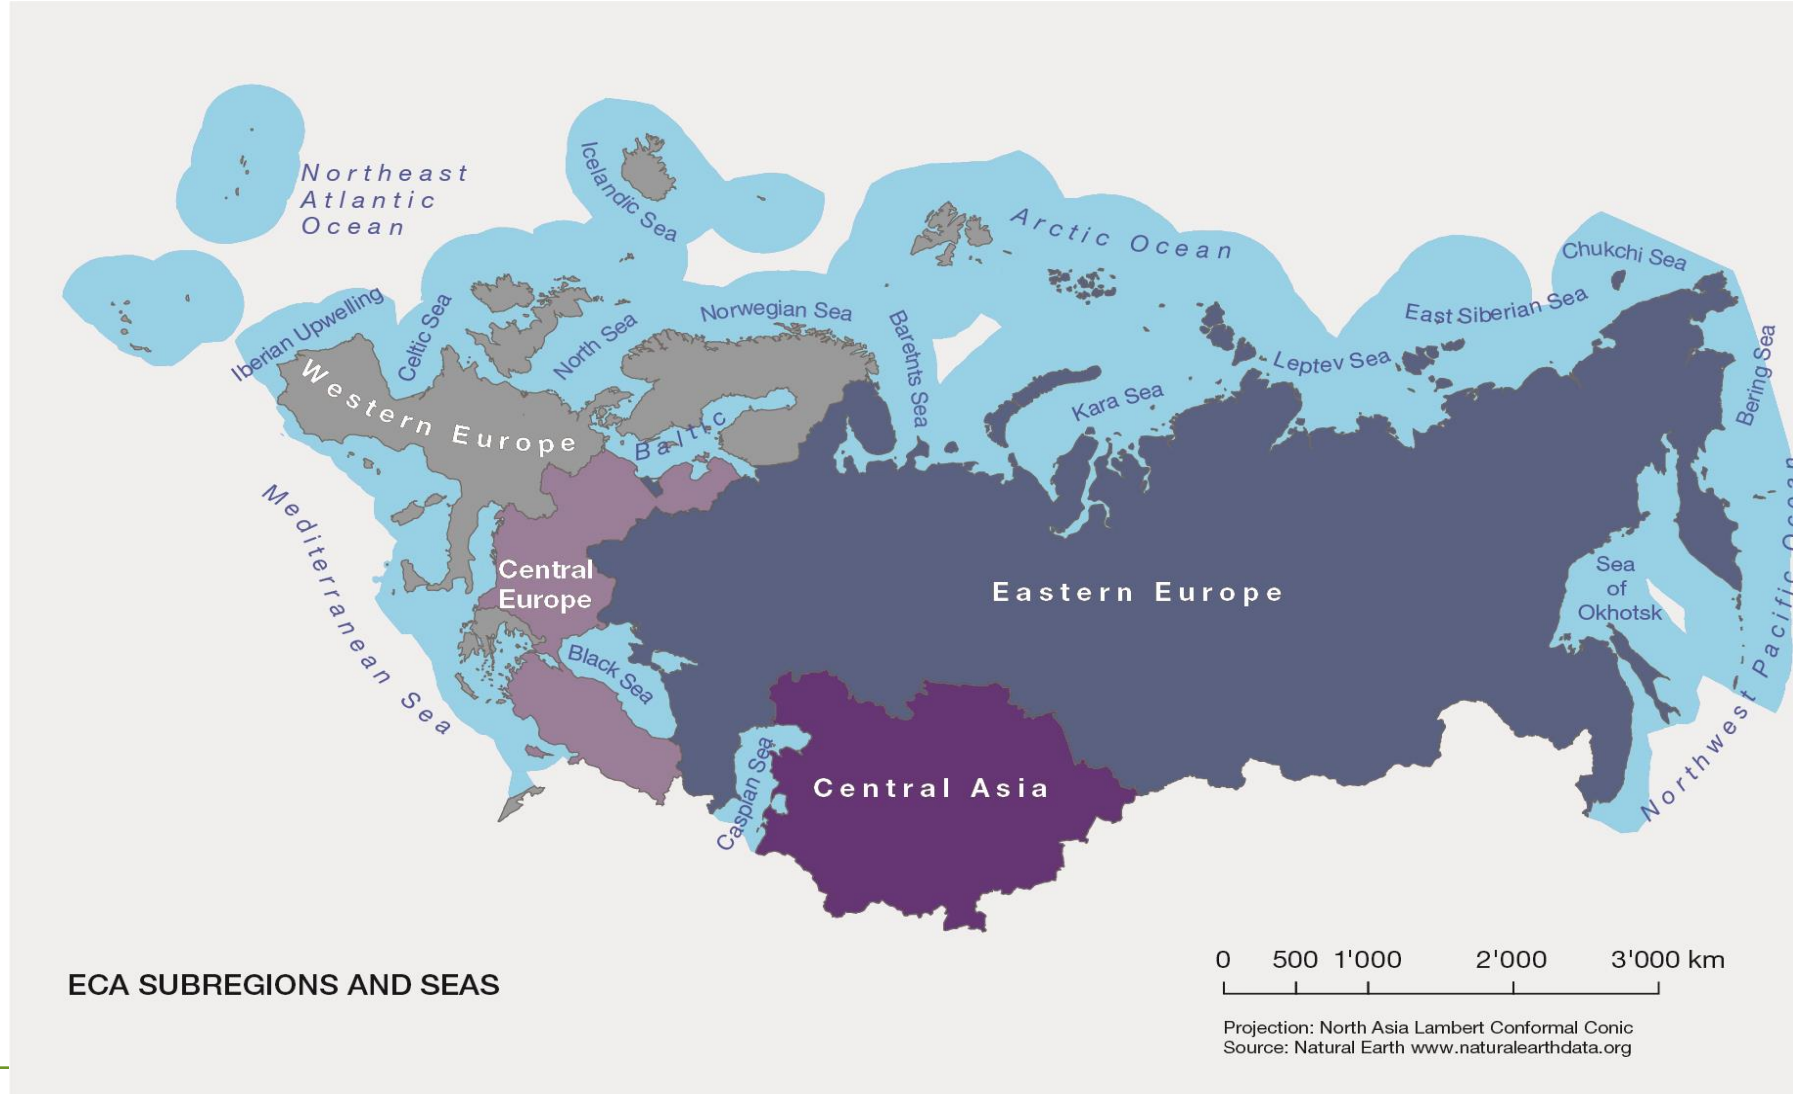 Northeast
Atlantic
Ocean
Icelandic Sea
Arctic Ocean
Chukchi Sea
Iberian Upwelling
Celtic Sea
North Sea
Norwegian Sea
Baretnts Sea
Kara Sea
Leptev Sea
East Siberian Sea
Bering Sea
Western Europe
Baltic
Mediterranean Sea
Central
Europe
Eastern Europe
Sea
of
Okhotsk
Black Sea
Caspian Sea
Central Asia
Northwest Pacific Ocean
ECA SUBREGIONS AND SEAS
0 500 1'000 2'000 3'000 km
Projection: North Asia Lambert Conformal Conic
Source: Natural Earth www.naturalearthdata.org